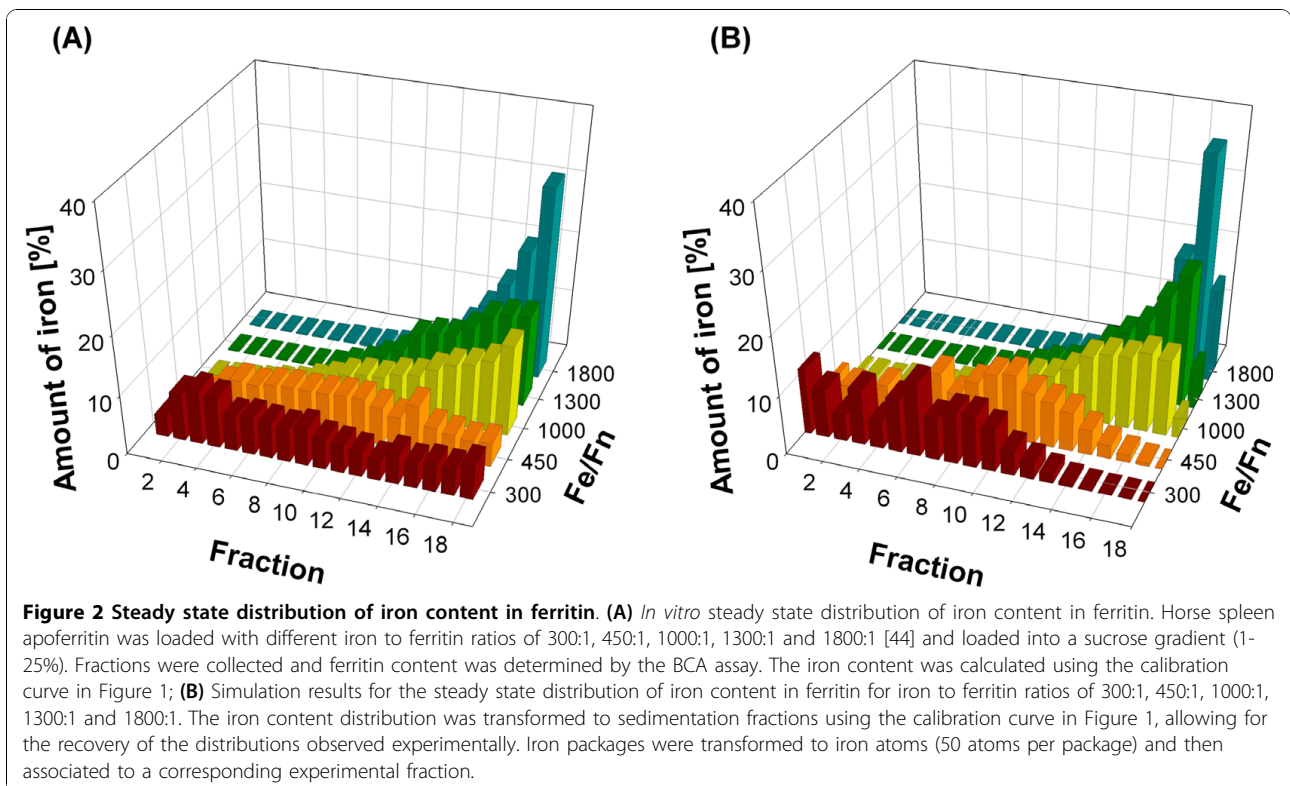 (A)
(B)
Amount of iron [%]
40
30
20
10
0
2
4
6
8
10
12
14
16
18
Fraction
1800
1300
1000
450
300
Fe/Fn
Amount of iron [%]
40
30
20
10
0
2
4
6
8
10
12
14
16
18
Fraction
1800
1300
1000
450
300
Fe/Fn
Figure 2 Steady state distribution of iron content in ferritin. (A) In vitro steady state distribution of iron content in ferritin. Horse spleen
apoferritin was loaded with different iron to ferritin ratios of 300:1, 450:1, 1000:1, 1300:1 and 1800:1 [44] and loaded into a sucrose gradient (1-
25%). Fractions were collected and ferritin content was determined by the BCA assay. The iron content was calculated using the calibration
curve in Figure 1; (B) Simulation results for the steady state distribution of iron content in ferritin for iron to ferritin ratios of 300:1, 450:1, 1000:1,
1300:1 and 1800:1. The iron content distribution was transformed to sedimentation fractions using the calibration curve in Figure 1, allowing for
the recovery of the distributions observed experimentally. Iron packages were transformed to iron atoms (50 atoms per package) and then
associated to a corresponding experimental fraction.